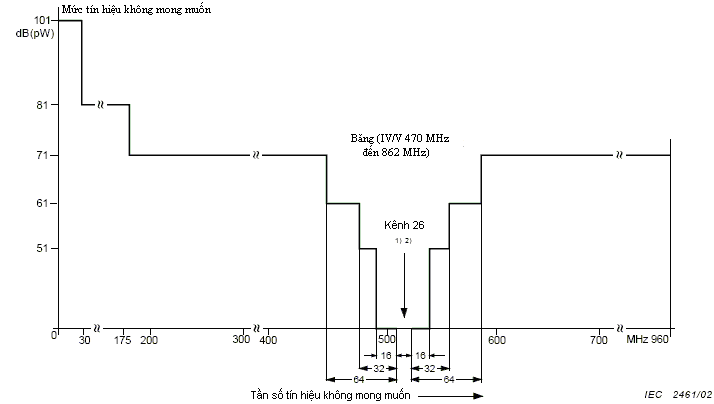 Mức tín hiệu không mong muốn
101
dB(pW)
81
Băng (IV/V 470 MHz
đến 862 MHz)
71
61
Kênh 26
1) 2)
51
0 30 175 200 300 400 500 600 700 MHz 960
16 16
32 32
64 64
Tần số tín hiệu không mong muốn
IEC 2461/02